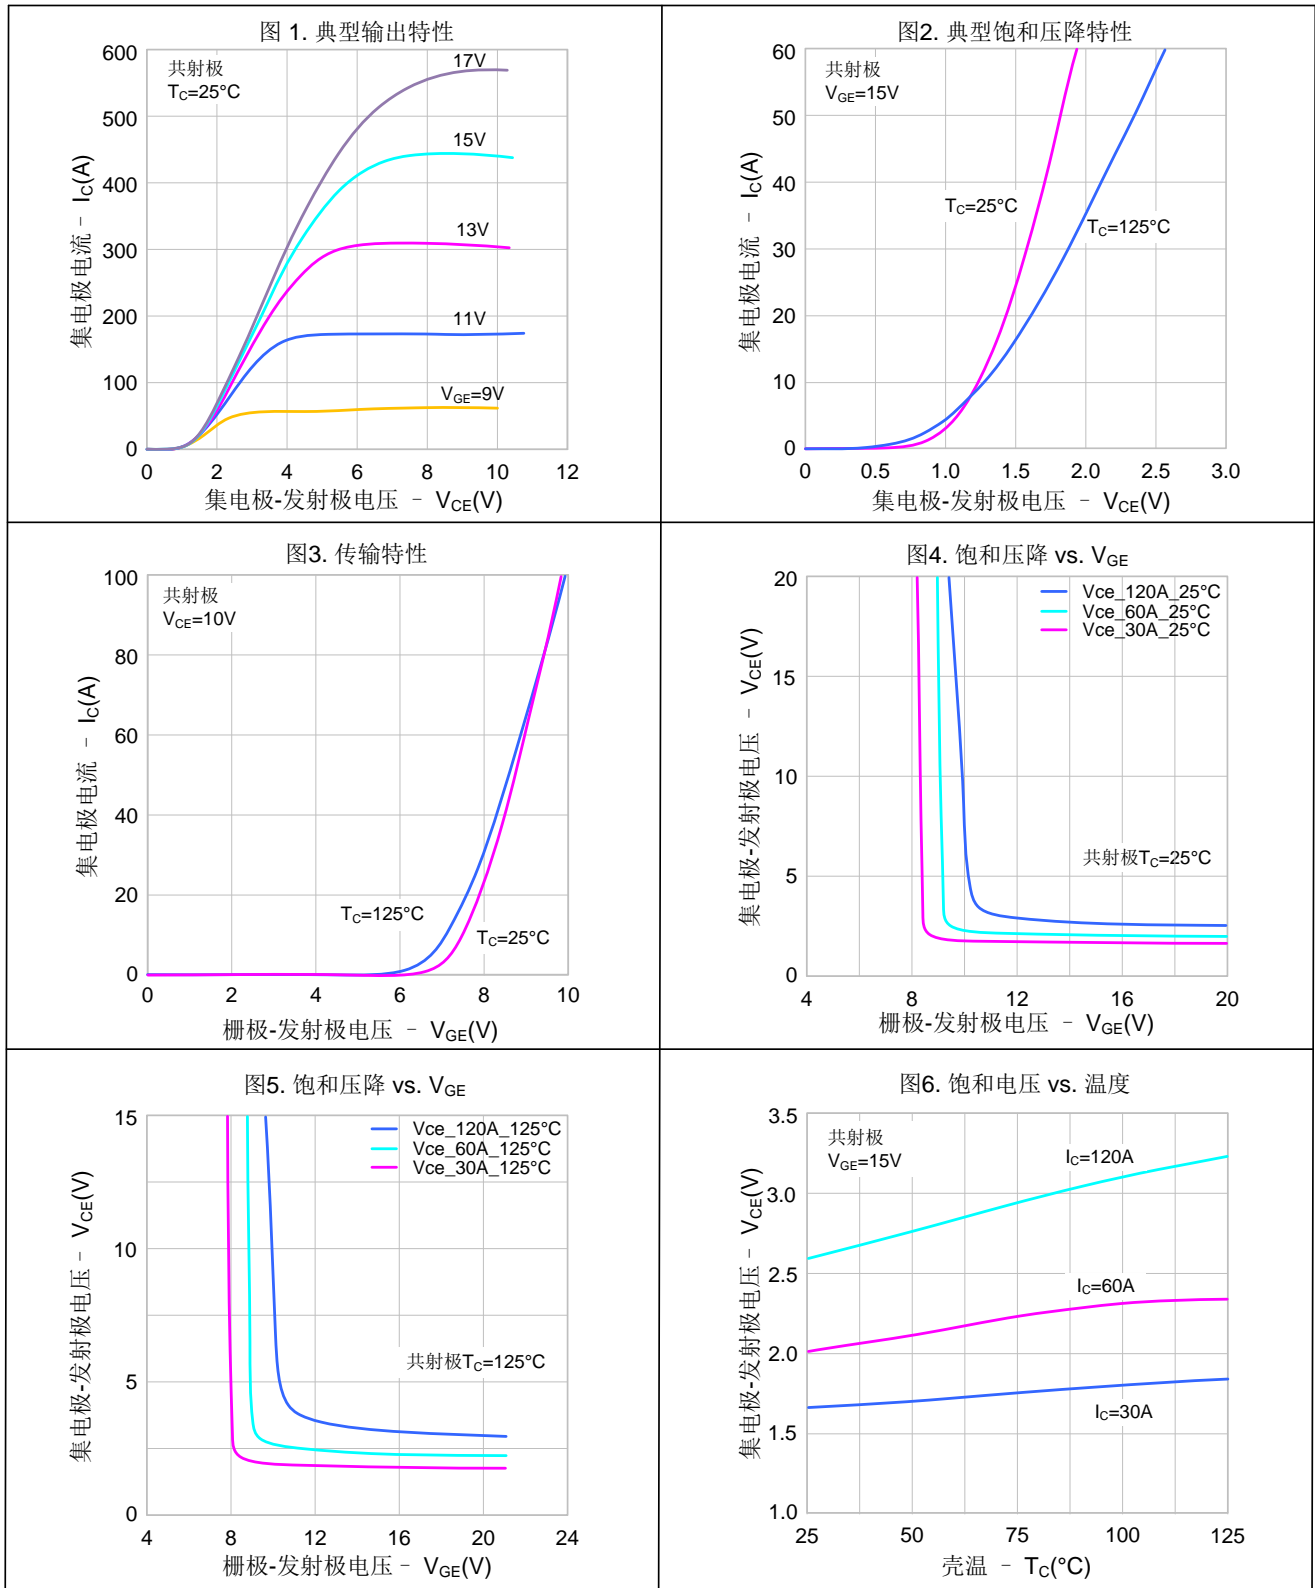 图 1. 典型输出特性
共射极
TC=25°C
600
500
400
300
200
100
0
17V
15V
13V
11V
VGE=9V
0 2 4 6 8 10 12
集电极电流 - IC(A)
集电极-发射极电压 - VCE(V)
图2. 典型饱和压降特性
共射极
VGE=15V
60
50
40
30
20
10
0
TC=25°C
TC=125°C
0 0.5 1.0 1.5 2.0 2.5 3.0
集电极电流 - IC(A)
集电极-发射极电压 - VCE(V)
图3. 传输特性
共射极
VCE=10V
100
80
60
40
20
0
TC=125°C
TC=25°C
0 2 4 6 8 10
集电极电流 - IC(A)
栅极-发射极电压 - VGE(V)
图4. 饱和压降 vs. VGE
Vce_120A_25°C
Vce_60A_25°C
Vce_30A_25°C
20
15
10
5
0
共射极TC=25°C
4 8 12 16 20
集电极-发射极电压 - VCE(V)
栅极-发射极电压 - VGE(V)
图5. 饱和压降 vs. VGE
Vce_120A_125°C
Vce_60A_125°C
Vce_30A_125°C
15
10
5
0
共射极TC=125°C
4 8 12 16 20 24
集电极-发射极电压 - VCE(V)
栅极-发射极电压 - VGE(V)
图6. 饱和电压 vs. 温度
共射极
VGE=15V
3.5
3.0
2.5
2.0
1.5
1.0
IC=120A
IC=60A
IC=30A
25 50 75 100 125
集电极-发射极电压 - VCE(V)
壳温 - TC(°C)